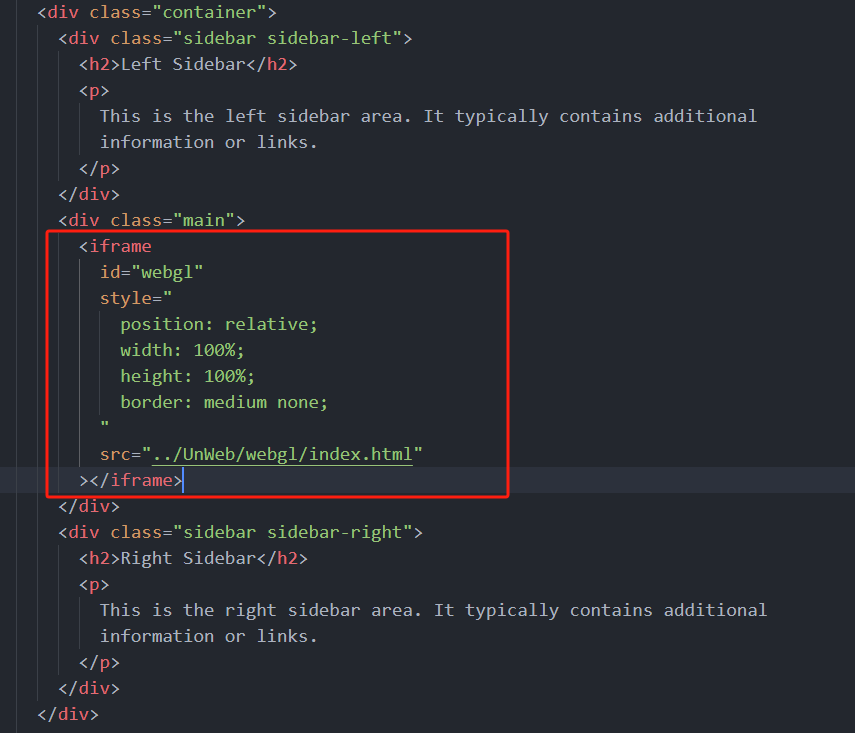 <div class="container">
<div class="sidebar sidebar-left">
<h2>Left Sidebar</h2>
<p>
This is the left sidebar area. It typically contains additional
information or links.
</p>
</div>
<div class="main">
<iframe
id="webgl"
style="
position: relative;
width: 100%;
height: 100%;
border: medium none;
"
src="../UnWeb/webgl/index.html"
></iframe>
</div>
<div class="sidebar sidebar-right">
<h2>Right Sidebar</h2>
<p>
This is the right sidebar area. It typically contains additional
information or links.
</p>
</div>
</div>